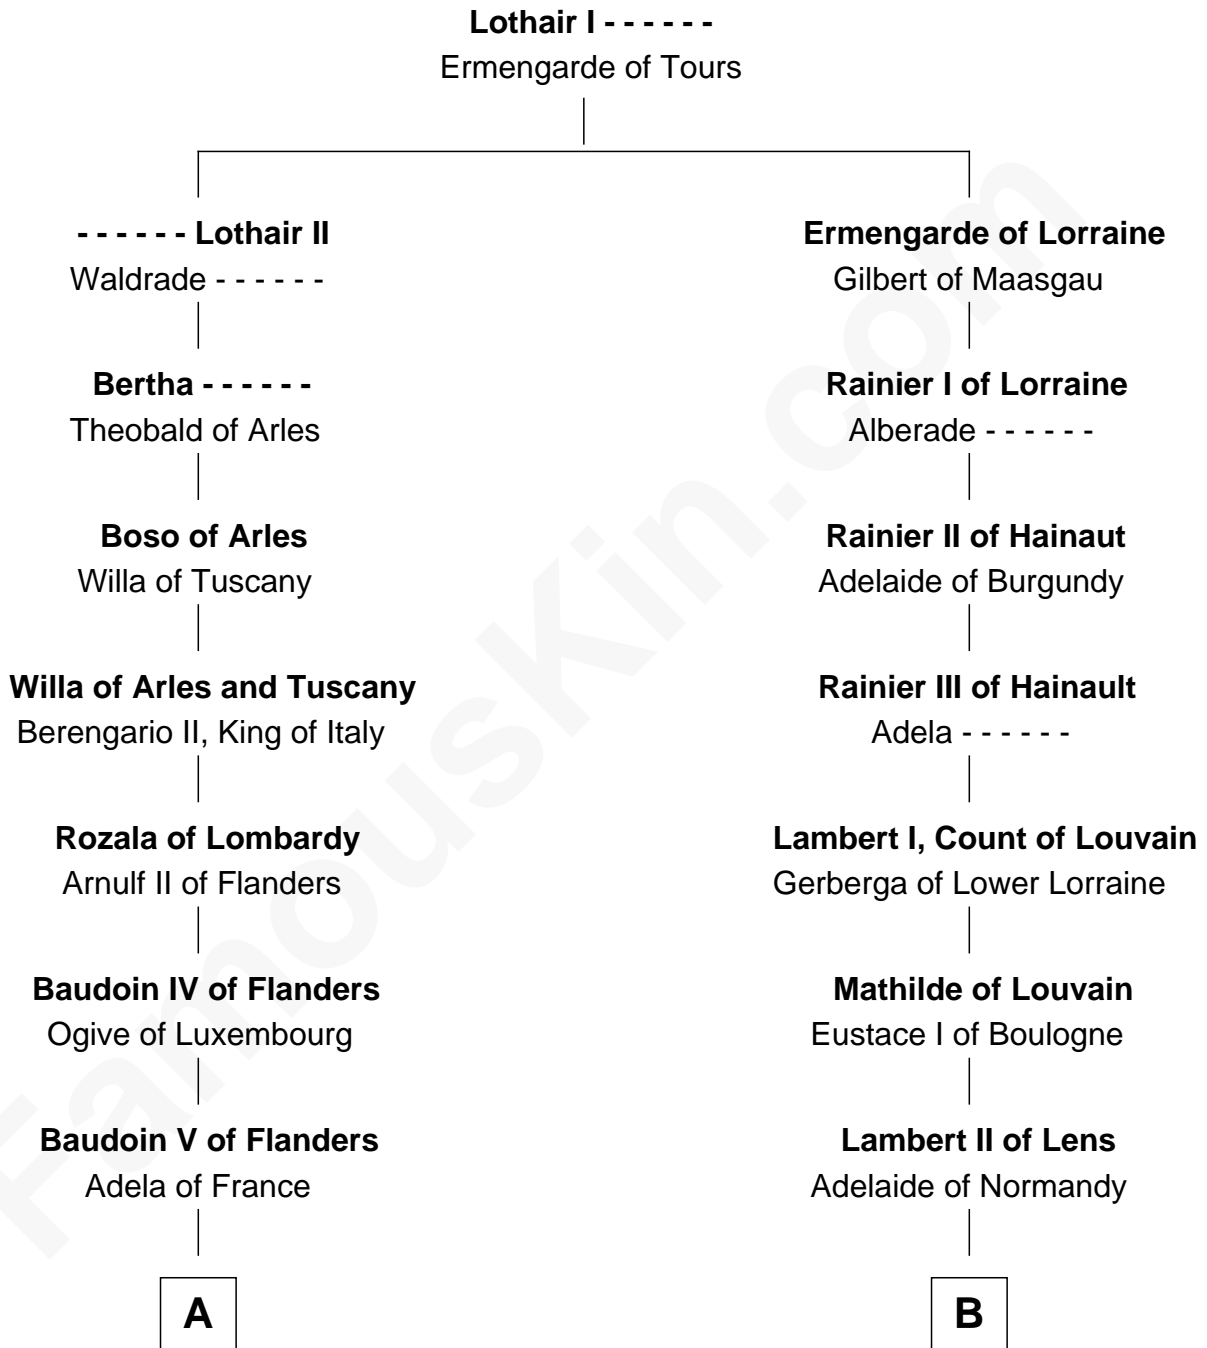 Lothair I - - - - - -
Ermengarde of Tours
- - - - - - Lothair II
Waldrade - - - - - -
Bertha - - - - - -
Theobald of Arles
Boso of Arles
Willa of Tuscany
Willa of Arles and Tuscany
Berengario II, King of Italy
Rozala of Lombardy
Arnulf II of Flanders
Baudoin IV of Flanders
Ogive of Luxembourg
Baudoin V of Flanders
Adela of France
A
Ermengarde of Lorraine
Gilbert of Maasgau
Rainier I of Lorraine
Alberade - - - - - -
Rainier II of Hainaut
Adelaide of Burgundy
Rainier III of Hainault
Adela - - - - - -
Lambert I, Count of Louvain
Gerberga of Lower Lorraine
Mathilde of Louvain
Eustace I of Boulogne
Lambert II of Lens
Adelaide of Normandy
B
FamousKin.com